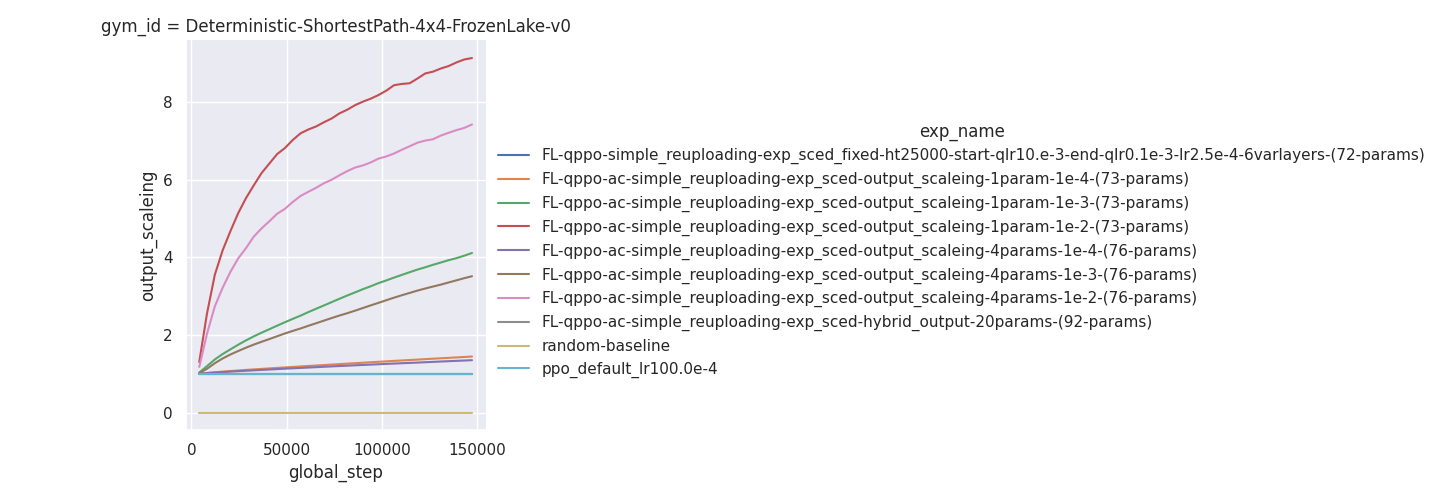 gym_id = Deterministic-ShortestPath-4x4-FrozenLake-v0
output_scaleing
8
6
4
2
0
0
50000
100000
150000
global_step
exp_name
FL-qppo-simple_reuploading-exp_sced_fixed-ht25000-start-qlr10.e-3-end-qlr0.1e-3-lr2.5e-4-6varlayers-(72-params)
FL-qppo-ac-simple_reuploading-exp_sced-output_scaleing-1param-1e-4-(73-params)
FL-qppo-ac-simple_reuploading-exp_sced-output_scaleing-1param-1e-3-(73-params)
FL-qppo-ac-simple_reuploading-exp_sced-output_scaleing-1param-1e-2-(73-params)
FL-qppo-ac-simple_reuploading-exp_sced-output_scaleing-4params-1e-4-(76-params)
FL-qppo-ac-simple_reuploading-exp_sced-output_scaleing-4params-1e-3-(76-params)
FL-qppo-ac-simple_reuploading-exp_sced-output_scaleing-4params-1e-2-(76-params)
FL-qppo-ac-simple_reuploading-exp_sced-hybrid_output-20params-(92-params)
random-baseline
ppo_default_lr100.0e-4